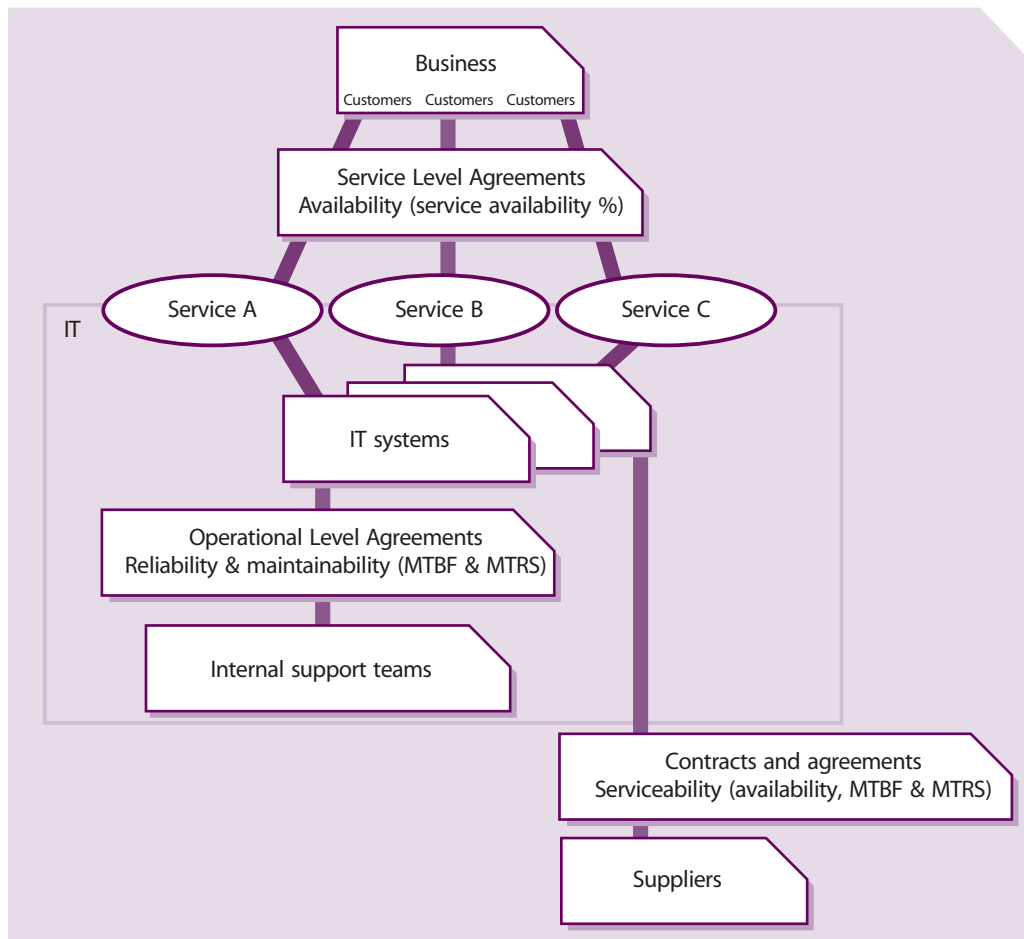 Business
Customers Customers Customers
Service Level Agreements
Availability (service availability %)
Service A
Service B
Service C
IT
IT systems
Operational Level Agreements
Reliability & maintainability (MTBF & MTRS)
Internal support teams
Contracts and agreements
Serviceability (availability, MTBF & MTRS)
Suppliers